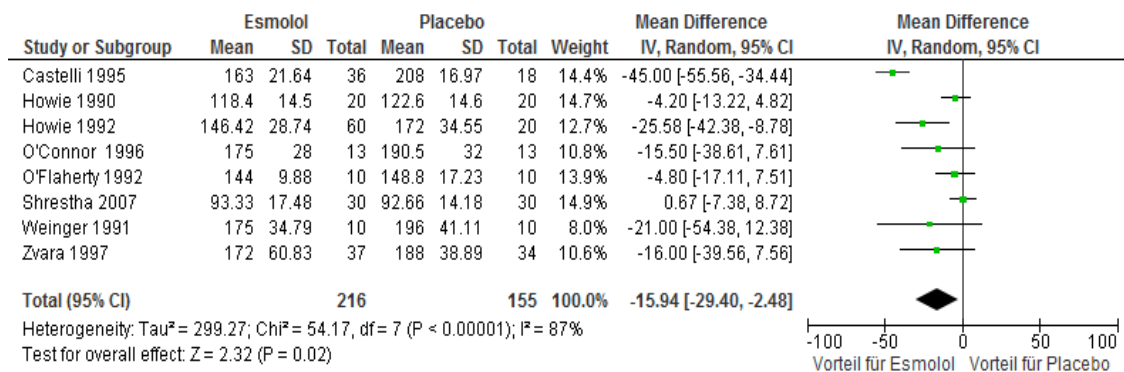 Esmolol Placebo Mean Difference Mean Difference
Study or Subgroup Mean SD Total Mean SD Total Weight IV, Random, 95% CI IV, Random, 95% CI
Castelli 1995 163 21.64 36 208 16.97 18 14.4% -45.00 [-55.56, -34.44]
Howie 1990 118.4 14.5 20 122.6 14.6 20 14.7% -4.20 [-13.22, 4.82]
Howie 1992 146.42 28.74 60 172 34.55 20 12.7% -25.58 [-42.38, -8.78]
O'Connor 1996 175 28 13 190.5 32 13 10.8% -15.50 [-38.61, 7.61]
O'Flaherty 1992 144 9.88 10 148.8 17.23 10 13.9% -4.80 [-17.11, 7.51]
Shrestha 2007 93.33 17.48 30 92.66 14.18 30 14.9% 0.67 [-7.38, 8.72]
Weinger 1991 175 34.79 10 196 41.11 10 8.0% -21.00 [-54.38, 12.38]
Zvara 1997 172 60.83 37 188 38.89 34 10.6% -16.00 [-39.56, 7.56]
Total (95% CI) 216 155 100.0% -15.94 [-29.40, -2.48]
Heterogeneity: Tau² = 299.27; Chi² = 54.17, df = 7 (P < 0.00001); I² = 87%
Test for overall effect: Z = 2.32 (P = 0.02)
-100 -50 0 50 100
Vorteil für Esmolol Vorteil für Placebo